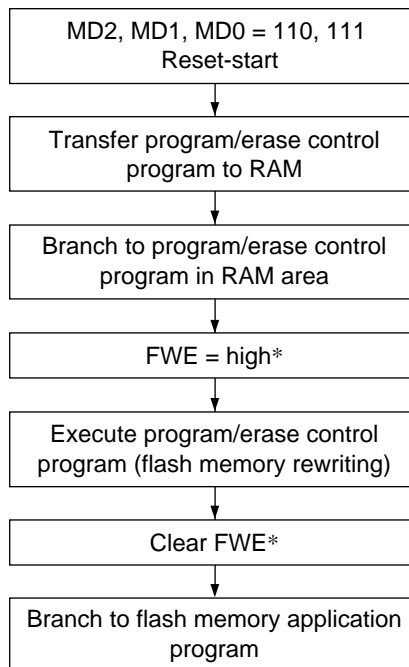 MD2, MD1, MD0 = 110, 111
Reset-start
Transfer program/erase control
program to RAM
Branch to program/erase control
program in RAM area
FWE = high*
Execute program/erase control
program (flash memory rewriting)
Clear FWE*
Branch to flash memory application
program